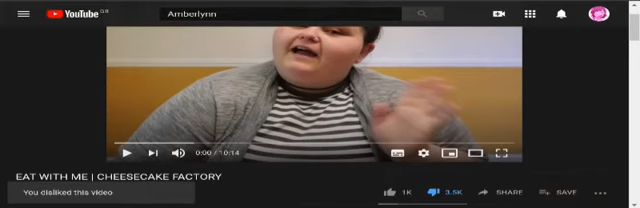 YouTube GB
Amberlynn
0:00 / 10:14
EAT WITH ME | CHEESECAKE FACTORY
You disliked this video
1K 3.5K SHARE SAVE